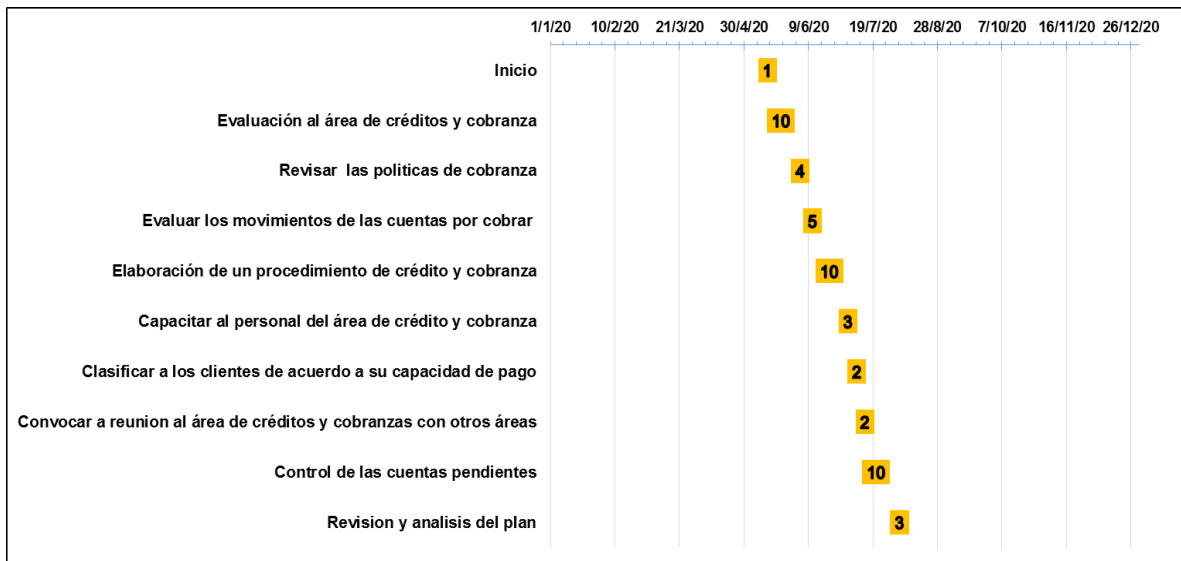 1/1/20 10/2/20 21/3/20 30/4/20 9/6/20 19/7/20 28/8/20 7/10/20 16/11/20 26/12/20
Inicio 1
Evaluación al área de créditos y cobranza 10
Revisar las politicas de cobranza 4
Evaluar los movimientos de las cuentas por cobrar 5
Elaboración de un procedimiento de crédito y cobranza 10
Capacitar al personal del área de crédito y cobranza 3
Clasificar a los clientes de acuerdo a su capacidad de pago 2
Convocar a reunion al área de créditos y cobranzas con otros áreas 2
Control de las cuentas pendientes 10
Revision y analisis del plan 3